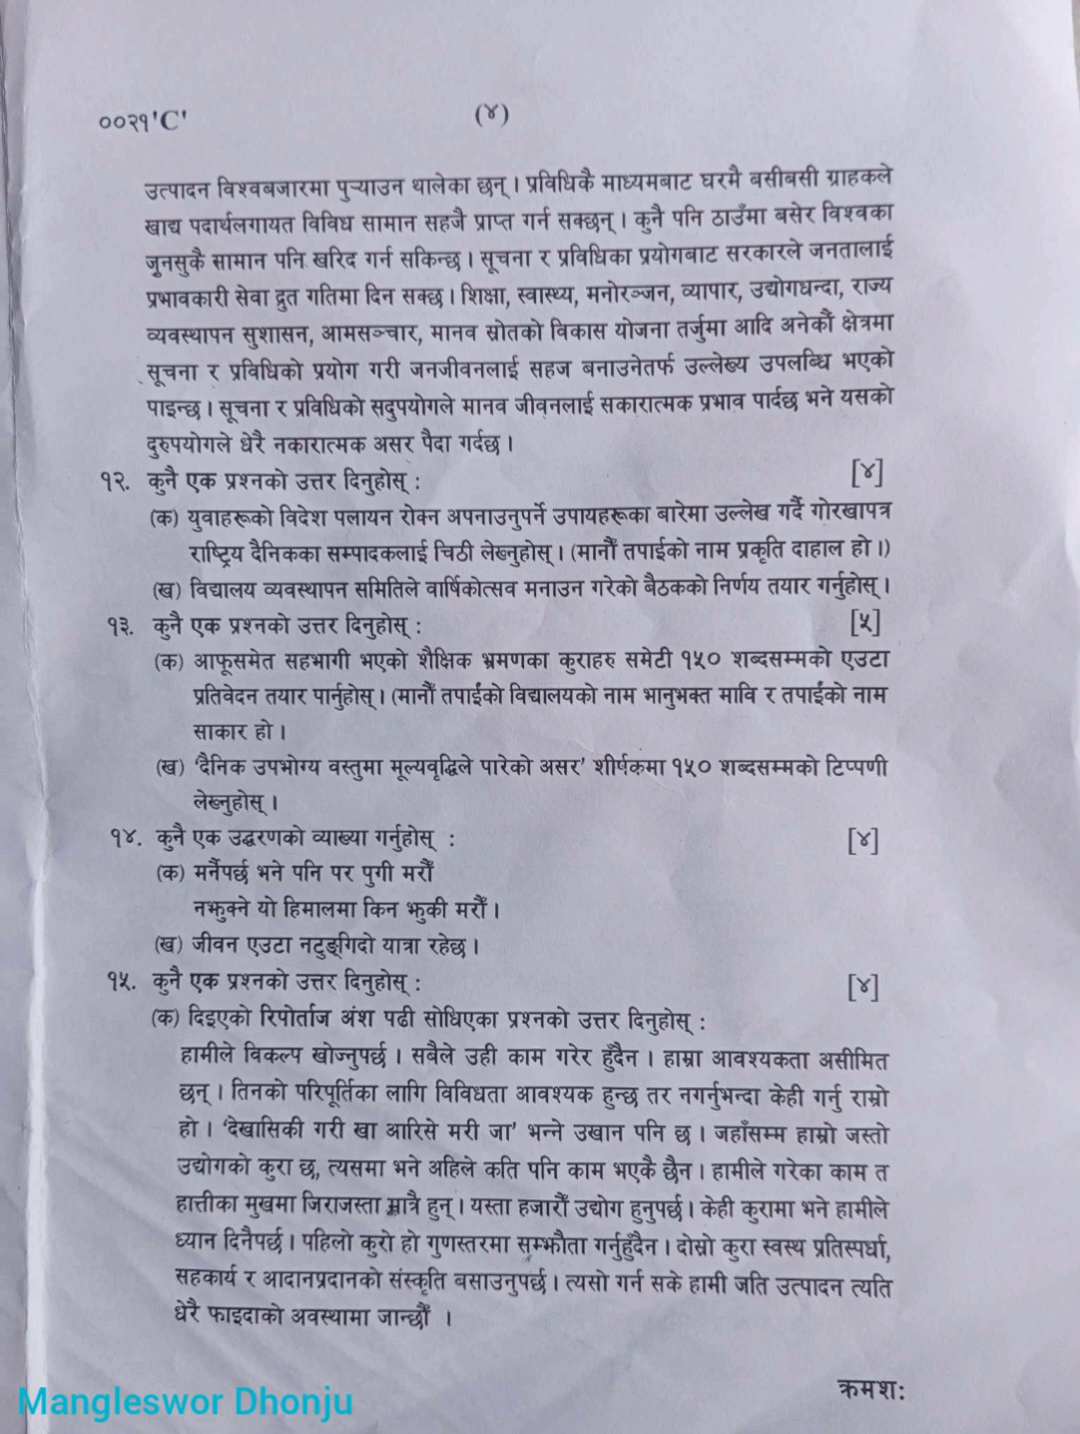 ००२१'C'
(४)
उत्पादन विश्वबजारमा पुऱ्याउन थालेका छन् । प्रविधिकै माध्यमबाट घरमै बसीबसी ग्राहकले
खाद्य पदार्थलगायत विविध सामान सहजै प्राप्त गर्न सक्छन् । कुनै पनि ठाउँमा बसेर विश्वका
जुनसुकै सामान पनि खरिद गर्न सकिन्छ । सूचना र प्रविधिका प्रयोगबाट सरकारले जनतालाई
प्रभावकारी सेवा द्रुत गतिमा दिन सक्छ । शिक्षा, स्वास्थ्य, मनोरञ्जन, व्यापार, उद्योगधन्दा, राज्य
व्यवस्थापन सुशासन, आमसञ्चार, मानव स्रोतको विकास योजना तर्जुमा आदि अनेकौं क्षेत्रमा
सूचना र प्रविधिको प्रयोग गरी जनजीवनलाई सहज बनाउनेतर्फ उल्लेख्य उपलब्धि भएको
पाइन्छ । सूचना र प्रविधिको सदुपयोगले मानव जीवनलाई सकारात्मक प्रभाव पार्दछ भने यसको
दुरुपयोगले धेरै नकारात्मक असर पैदा गर्दछ ।
१२. कुनै एक प्रश्नको उत्तर दिनुहोस् : [४]
(क) युवाहरूको विदेश पलायन रोक्न अपनाउनुपर्ने उपायहरूका बारेमा उल्लेख गर्दै गोरखापत्र
राष्ट्रिय दैनिकका सम्पादकलाई चिठी लेख्नुहोस् । (मानौँ तपाईको नाम प्रकृति दाहाल हो ।)
(ख) विद्यालय व्यवस्थापन समितिले वार्षिकोत्सव मनाउन गरेको बैठकको निर्णय तयार गर्नुहोस् ।
१३. कुनै एक प्रश्नको उत्तर दिनुहोस् : [५]
(क) आफूसमेत सहभागी भएको शैक्षिक भ्रमणका कुराहरु समेटी १५० शब्दसम्मको एउटा
प्रतिवेदन तयार पार्नुहोस् । (मानौँ तपाईंको विद्यालयको नाम भानुभक्त मावि र तपाईंको नाम
साकार हो ।
(ख) 'दैनिक उपभोग्य वस्तुमा मूल्यवृद्धिले पारेको असर' शीर्षकमा १५० शब्दसम्मको टिप्पणी
लेख्नुहोस् ।
१४. कुनै एक उद्धरणको व्याख्या गर्नुहोस् : [४]
(क) मर्नैपर्छ भने पनि पर पुगी मरौँ
नझुक्ने यो हिमालमा किन झुकी मरौँ ।
(ख) जीवन एउटा नटुङ्गिदो यात्रा रहेछ ।
१५. कुनै एक प्रश्नको उत्तर दिनुहोस् : [४]
(क) दिइएको रिपोर्ताज अंश पढी सोधिएका प्रश्नको उत्तर दिनुहोस् :
हामीले विकल्प खोज्नुपर्छ । सबैले उही काम गरेर हुँदैन । हाम्रा आवश्यकता असीमित
छन् । तिनको परिपूर्तिका लागि विविधता आवश्यक हुन्छ तर नगर्नुभन्दा केही गर्नु राम्रो
हो । 'देखासिकी गरी खा आरिसे मरी जा' भन्ने उखान पनि छ । जहाँसम्म हाम्रो जस्तो
उद्योगको कुरा छ, त्यसमा भने अहिले कति पनि काम भएकै छैन । हामीले गरेका काम त
हात्तीका मुखमा जिराजस्ता मात्रै हुन् । यस्ता हजारौँ उद्योग हुनुपर्छ । केही कुरामा भने हामीले
ध्यान दिनैपर्छ । पहिलो कुरो हो गुणस्तरमा सम्झौता गर्नुहुँदैन । दोस्रो कुरा स्वस्थ प्रतिस्पर्धा,
सहकार्य र आदानप्रदानको संस्कृति बसाउनुपर्छ । त्यसो गर्न सके हामी जति उत्पादन त्यति
धेरै फाइदाको अवस्थामा जान्छौँ ।
क्रमशः
Mangleswor Dhonju